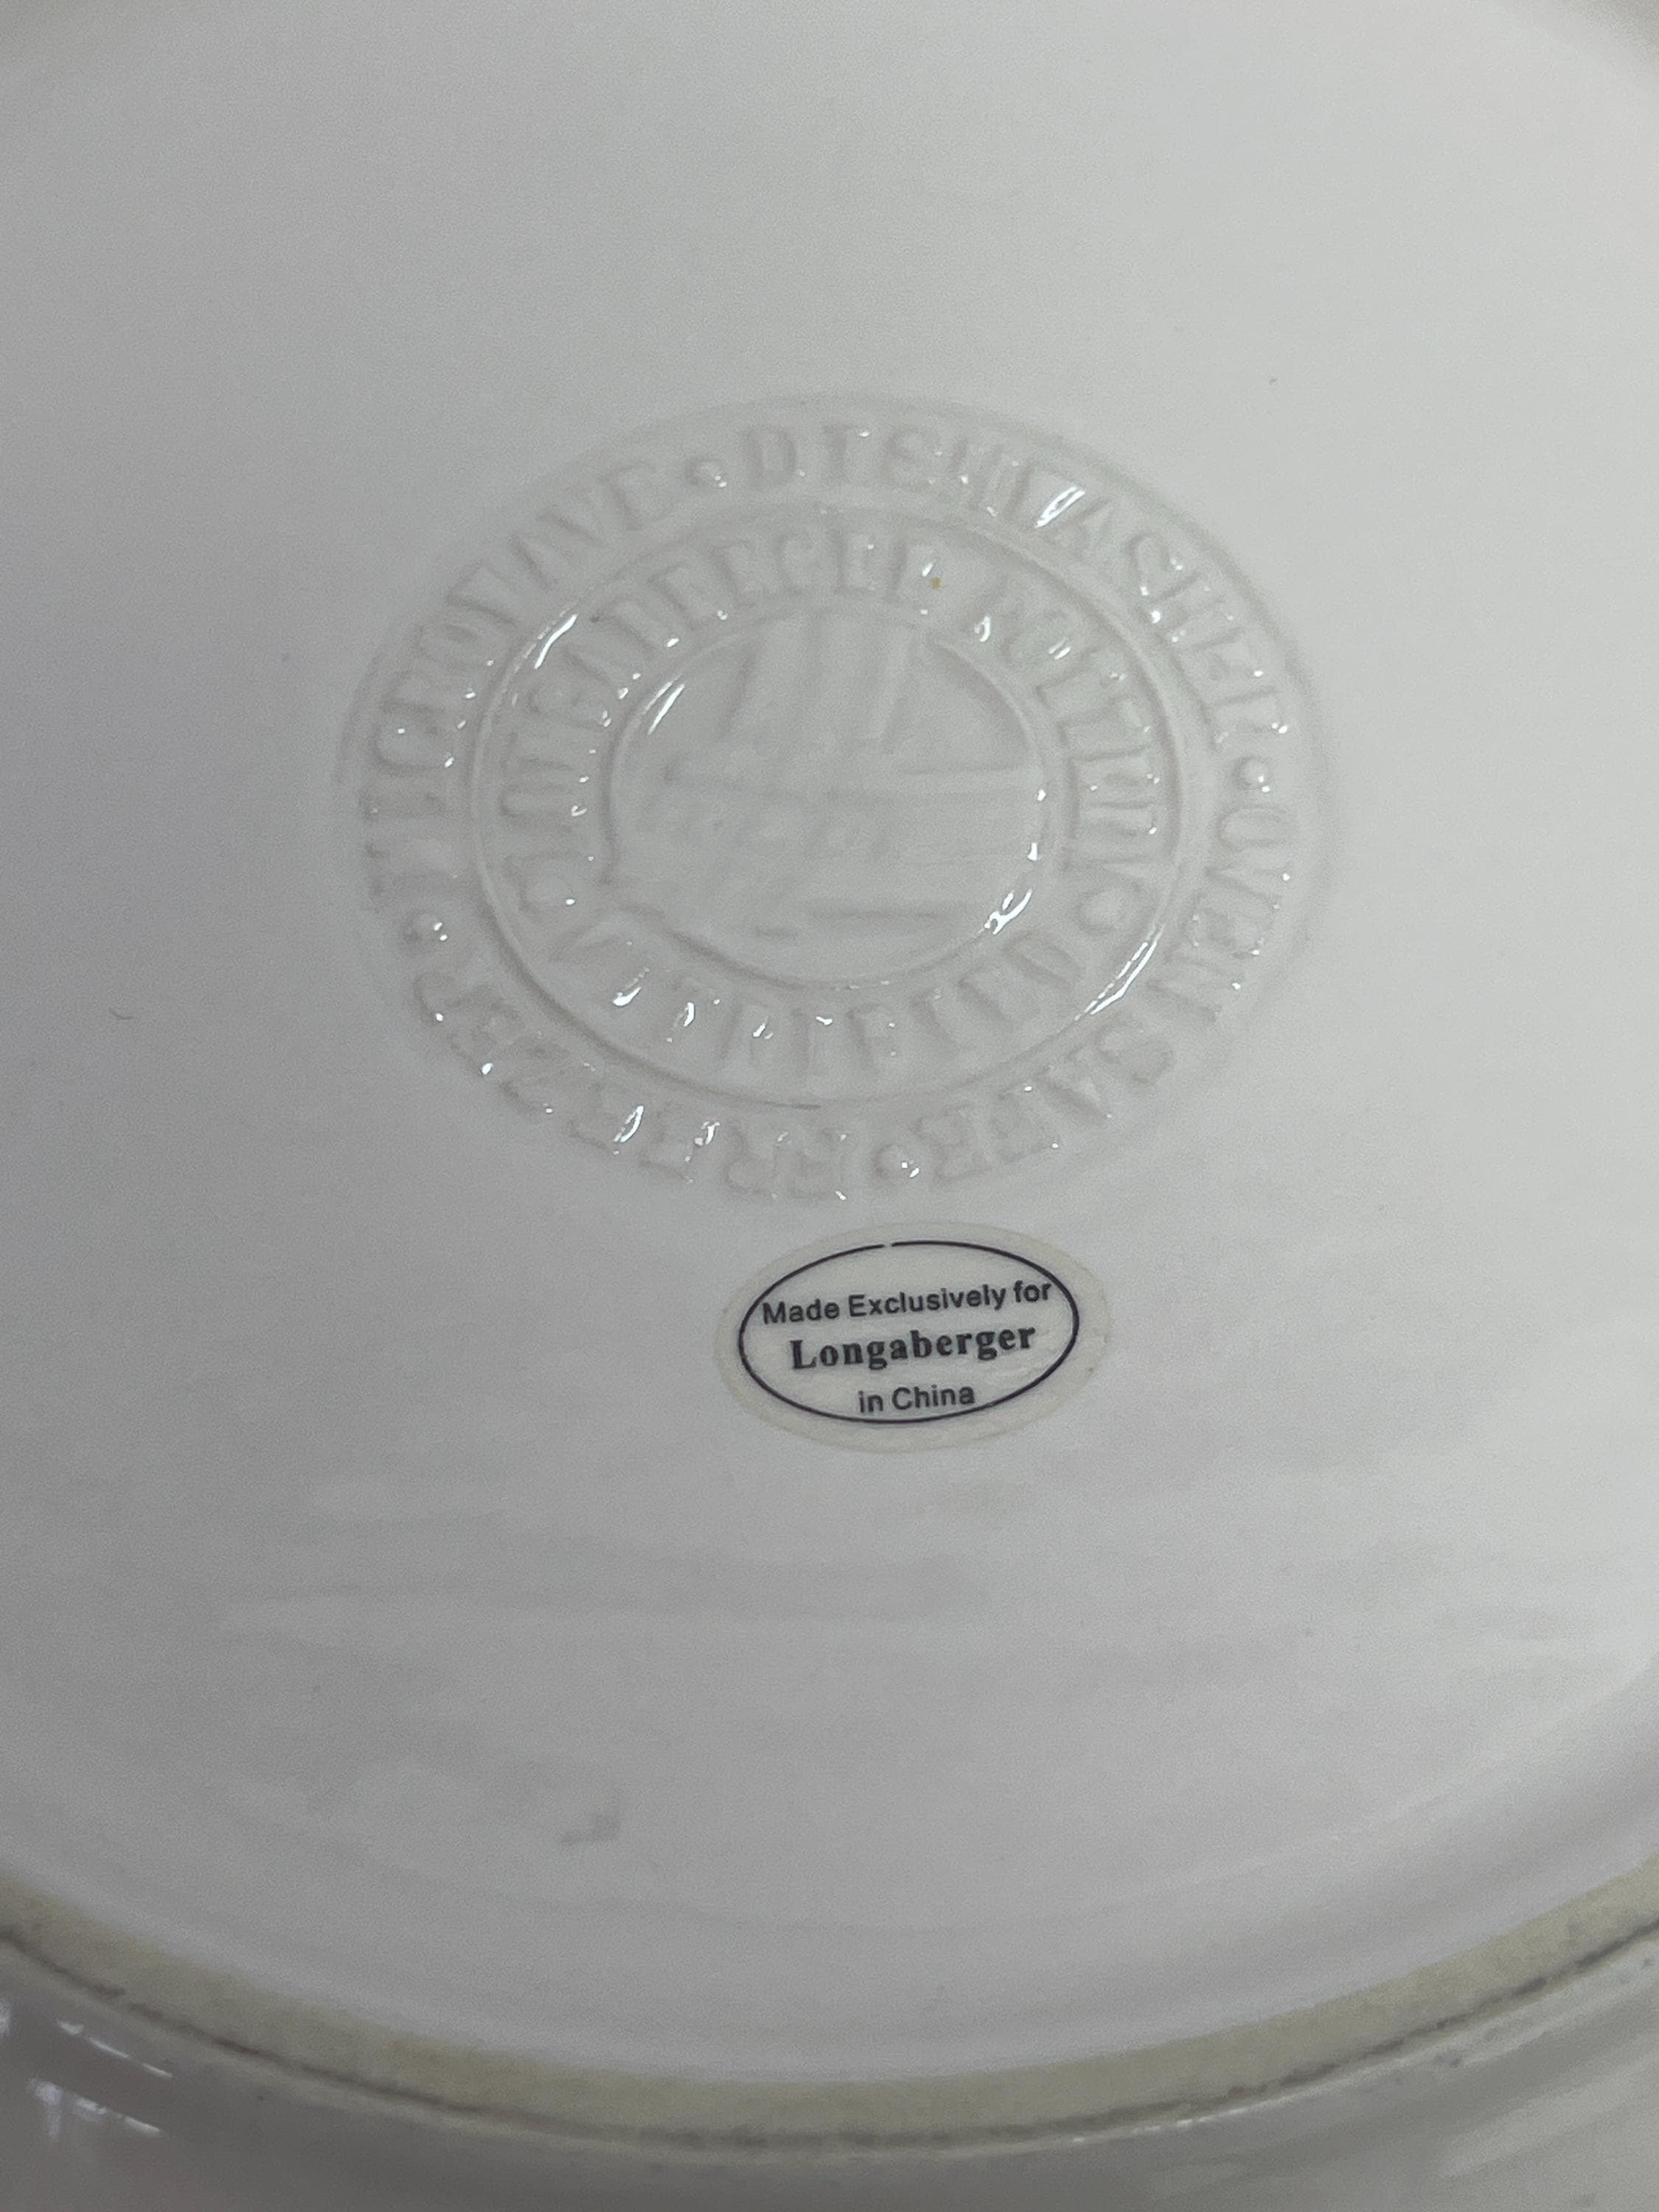 MICROWAVE • DISHWASHER • OVEN SAFE • FREEZER •
LONGABERGER POTTERY
VITRIFIED
Made Exclusively for
Longaberger
in China